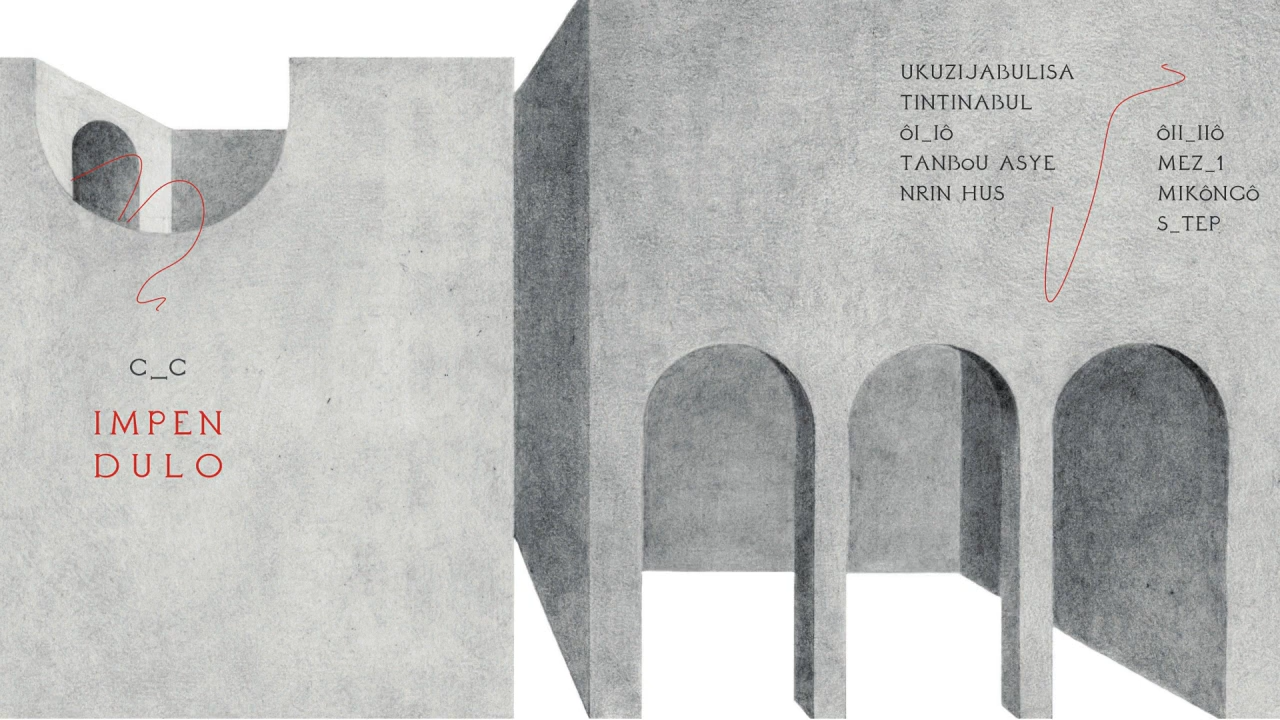 C_C
IMPEN
DULO
UKUZIJABULISA
TINTINABUL
ÔI_IÔ
TANBoU ASYE
NRIN HUS
ÔII_IIÔ
MEZ_1
MIKÔNGÔ
S_TEP